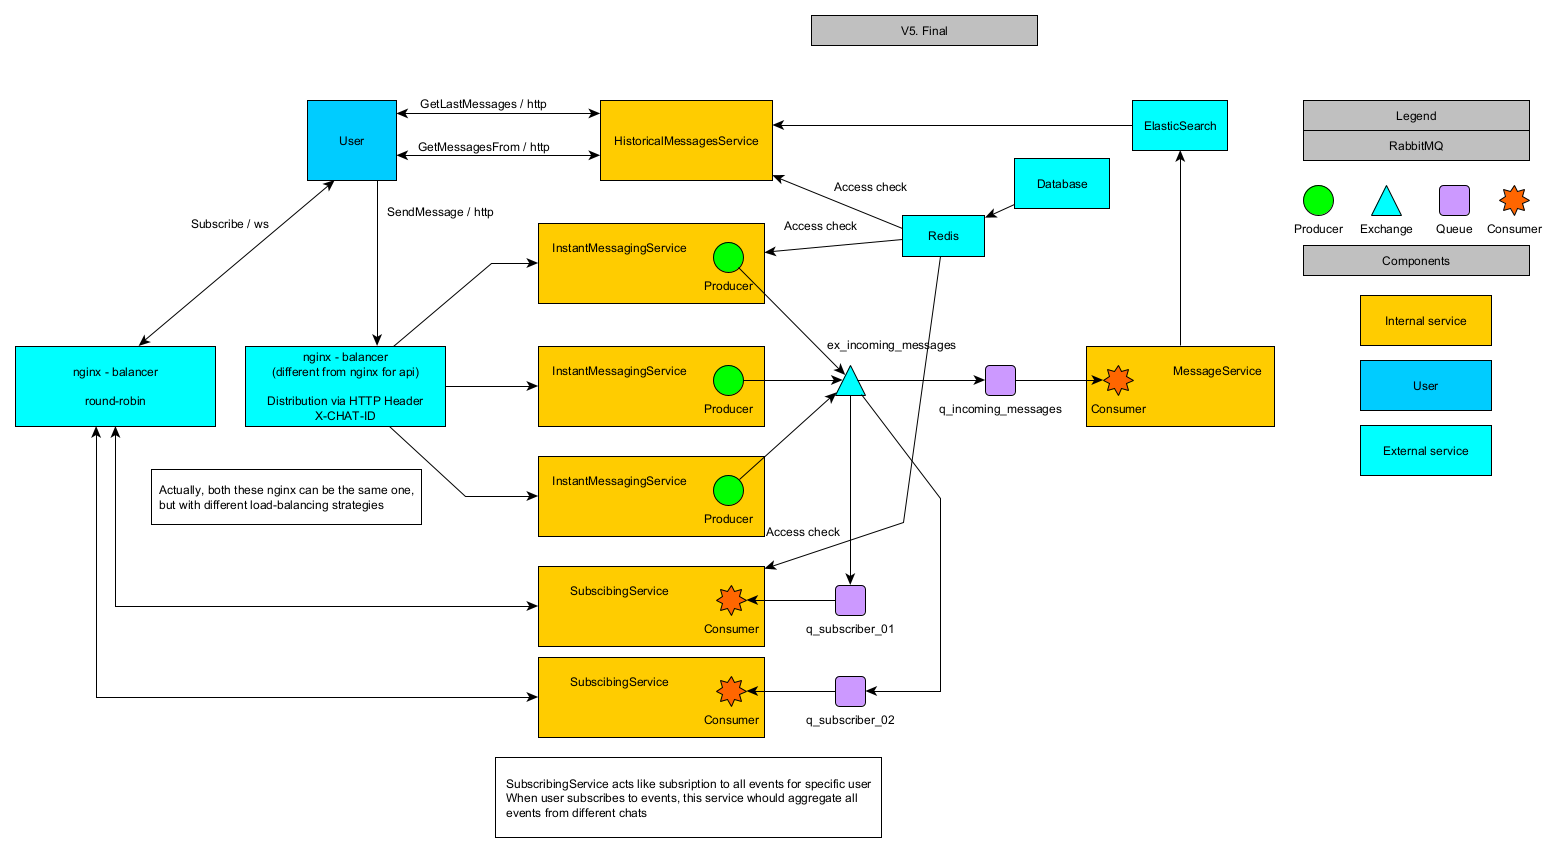 V5. Final
GetLastMessages / http
User
HistoricalMessagesService
GetMessagesFrom / http
ElasticSearch
Legend
RabbitMQ
Database
Access check
Producer
Exchange
Queue
Consumer
Subscribe / ws
SendMessage / http
Access check
Redis
InstantMessagingService
Producer
Components
Internal service
ex_incoming_messages
nginx - balancer
round-robin
nginx - balancer
(different from nginx for api)
Distribution via HTTP Header
X-CHAT-ID
InstantMessagingService
Producer
q_incoming_messages
MessageService
Consumer
User
External service
Actually, both these nginx can be the same one,
but with different load-balancing strategies
InstantMessagingService
Producer
Access check
SubscibingService
Consumer
q_subscriber_01
SubscibingService
Consumer
q_subscriber_02
SubscribingService acts like subsription to all events for specific user
When user subscribes to events, this service whould aggregate all
events from different chats